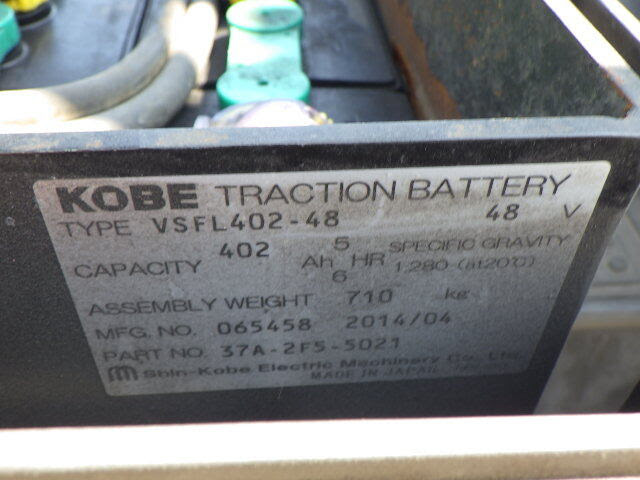 KOBE TRACTION BATTERY
TYPE VSFL402-48 48 V
CAPACITY 402 Ah 5 HR SPECIFIC GRAVITY
6 1.280 (at20°C)
ASSEMBLY WEIGHT 710 kg
MFG. NO. 065458 2014/04
PART NO. 37A-2F5-5021
Shin-Kobe Electric Machinery Co., Ltd.
MADE IN JAPAN